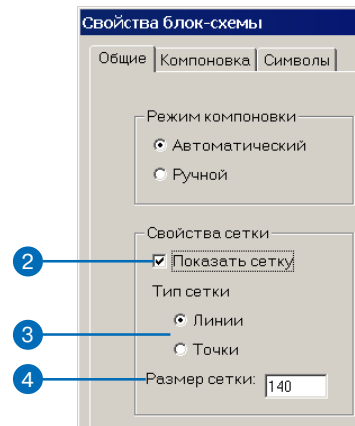 Свойства блок-схемы
Общие Компоновка Символы
Режим компоновки
Автоматический
Ручной
Свойства сетки
2 Показать сетку
Тип сетки
Линии
3
Точки
4 Размер сетки: 140